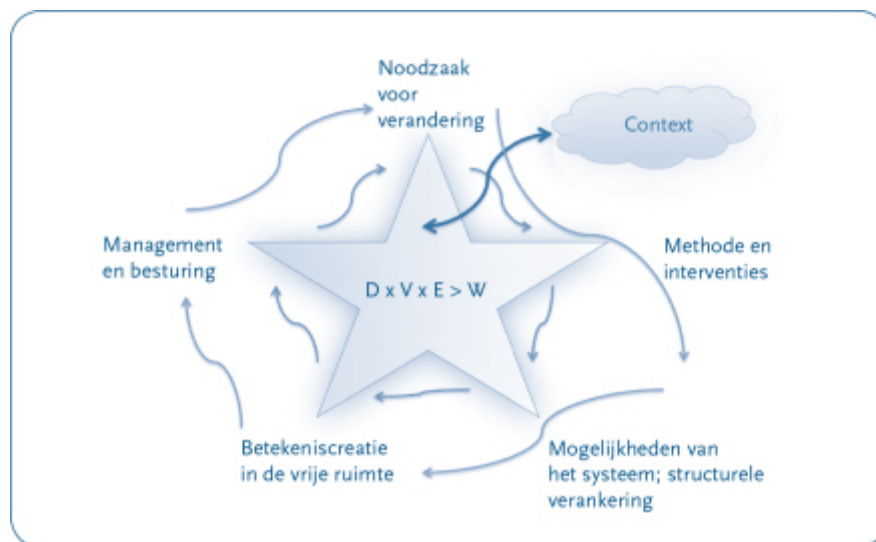 Noodzaak
voor
verandering
Context
Management
en besturing
Methode en
interventies
D x V x E > W
Betekeniscreatie
in de vrije ruimte
Mogelijkheden van
het systeem; structurele
verankering